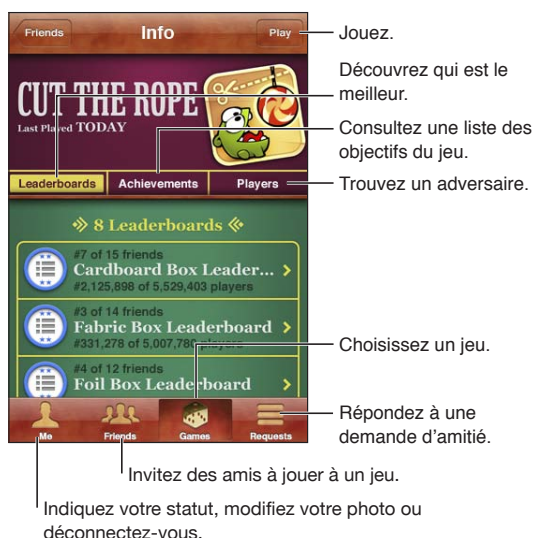 Friends
Info
Play
Jouez.
Découvrez qui est le
meilleur.
CUT THE ROPE
Last Played TODAY
Consultez une liste des
objectifs du jeu.
Leaderboards
Achievements
Players
Trouvez un adversaire.
8 Leaderboards
#7 of 15 friends
Cardboard Box Leader...
#2,125,898 of 5,529,403 players
#3 of 14 friends
Fabric Box Leaderboard
#331,278 of 5,007,780 players
Choisissez un jeu.
#4 of 12 friends
Foil Box Leaderboard
Me
Friends
Games
Requests
Répondez à une
demande d'amitié.
Invitez des amis à jouer à un jeu.
Indiquez votre statut, modifiez votre photo ou
déconnectez-vous.